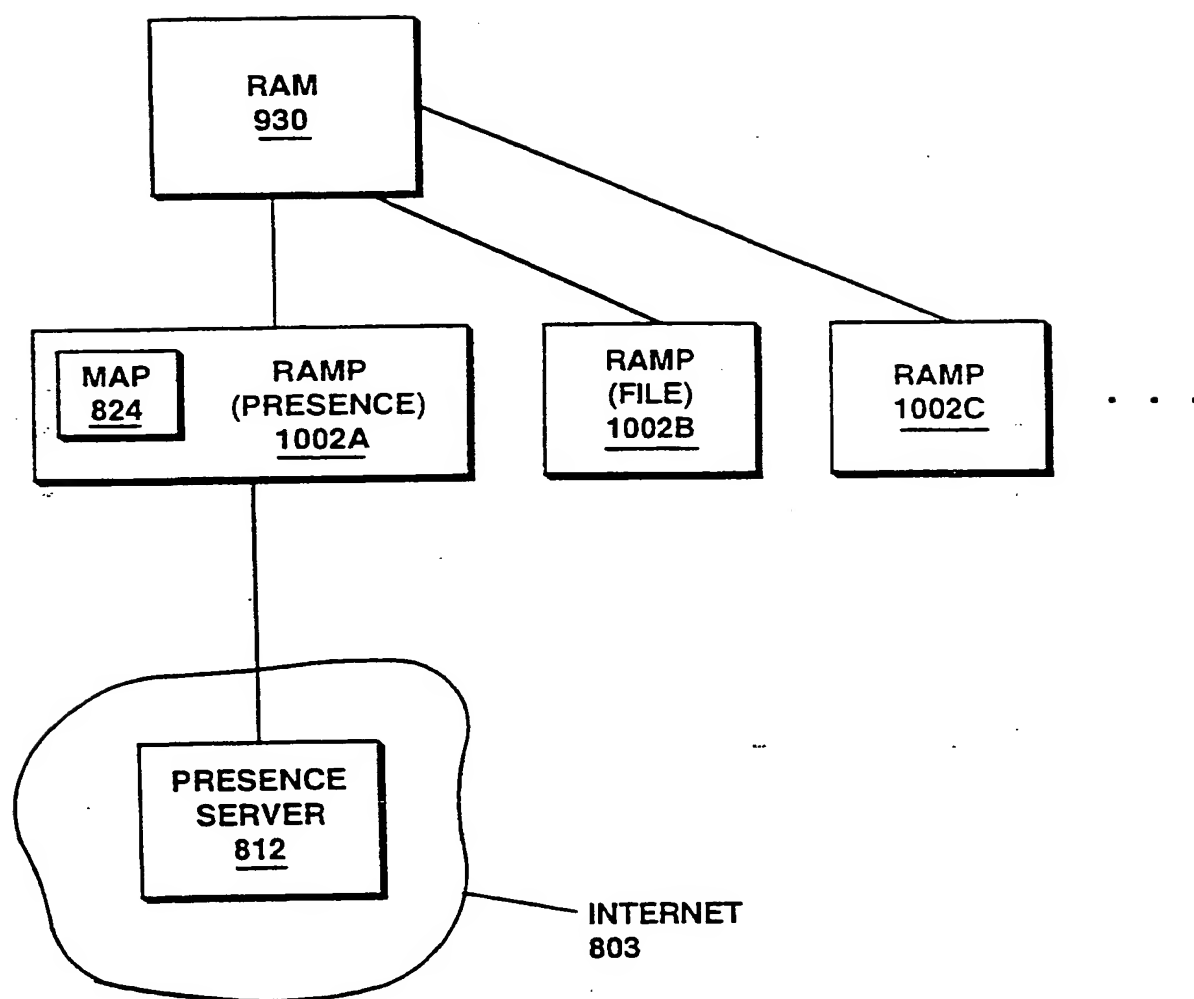 RAM
930
MAP
824
RAMP
(PRESENCE)
1002A
RAMP
(FILE)
1002B
RAMP
1002C
. . .
PRESENCE
SERVER
812
INTERNET
803